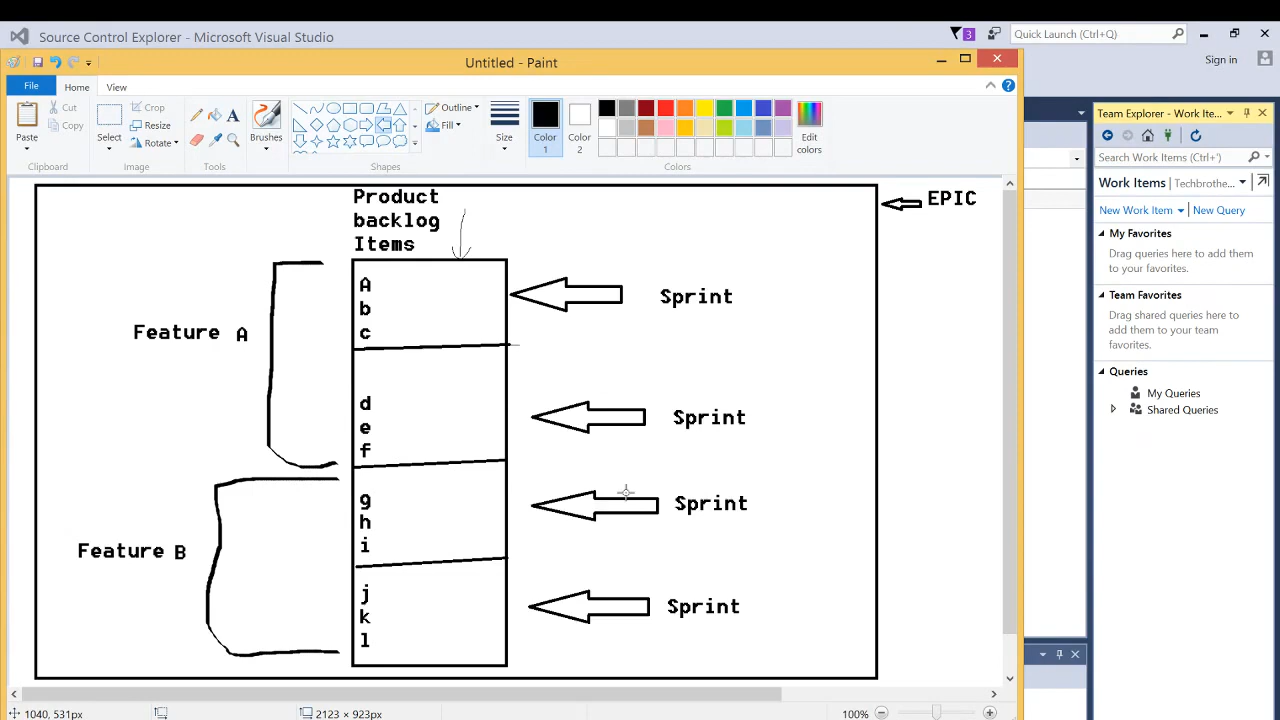 Source Control Explorer - Microsoft Visual Studio
3
Quick Launch (Ctrl+Q)
Sign in
Untitled - Paint
File
Home
View
Paste
Cut
Copy
Clipboard
Select
Crop
Resize
Rotate
Image
Tools
Brushes
Outline
Fill
Shapes
Size
Color
1
Color
2
Edit
colors
Colors
Product
backlog
Items
EPIC
A
b
c
Sprint
Feature A
d
e
f
Sprint
g
h
i
Sprint
Feature B
j
k
l
Sprint
1040, 531px
2123 × 923px
100%
Team Explorer - Work Ite...
Search Work Items (Ctrl+')
Work Items
Techbrothe...
New Work Item
New Query
My Favorites
Drag queries here to add them
to your favorites.
Team Favorites
Drag shared queries here to
add them to your team
favorites.
Queries
My Queries
Shared Queries